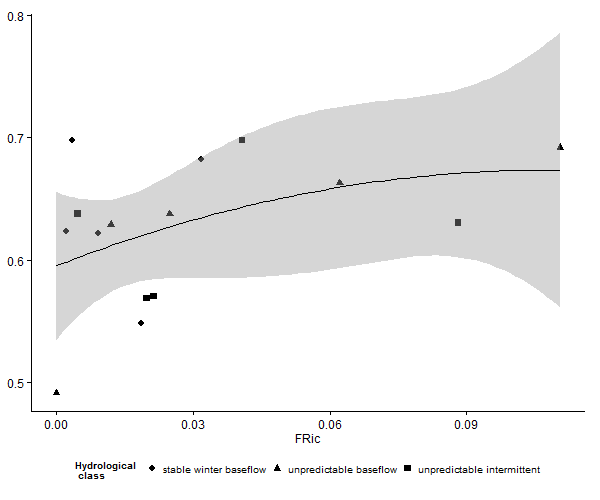 0.8
0.7
0.6
0.5
0.00 0.03 0.06 0.09
FRic
Hydrological
class
stable winter baseflow unpredictable baseflow unpredictable intermittent